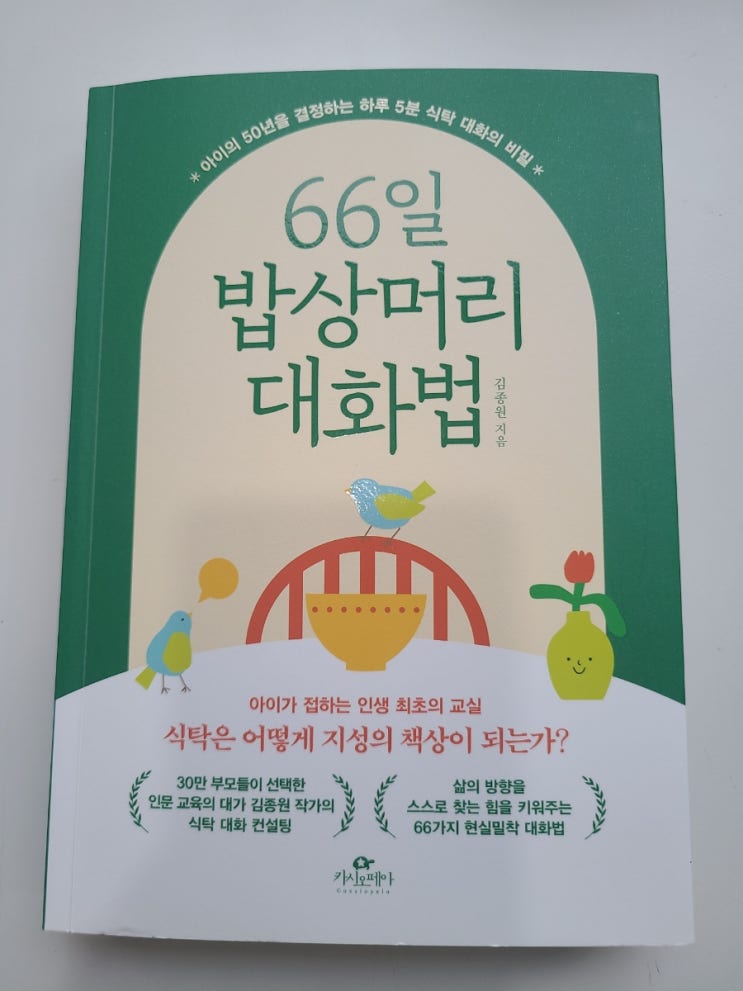 * 아이의 50년을 결정하는 하루 5분 식탁 대화의 비밀 *
66일
밥상머리
대화법
김종원 지음
아이가 접하는 인생 최초의 교실
식탁은 어떻게 지성의 책상이 되는가?
30만 부모들이 선택한
인문 교육의 대가 김종원 작가의
식탁 대화 컨설팅
삶의 방향을
스스로 찾는 힘을 키워주는
66가지 현실밀착 대화법
카시오페아
Cassiopeia